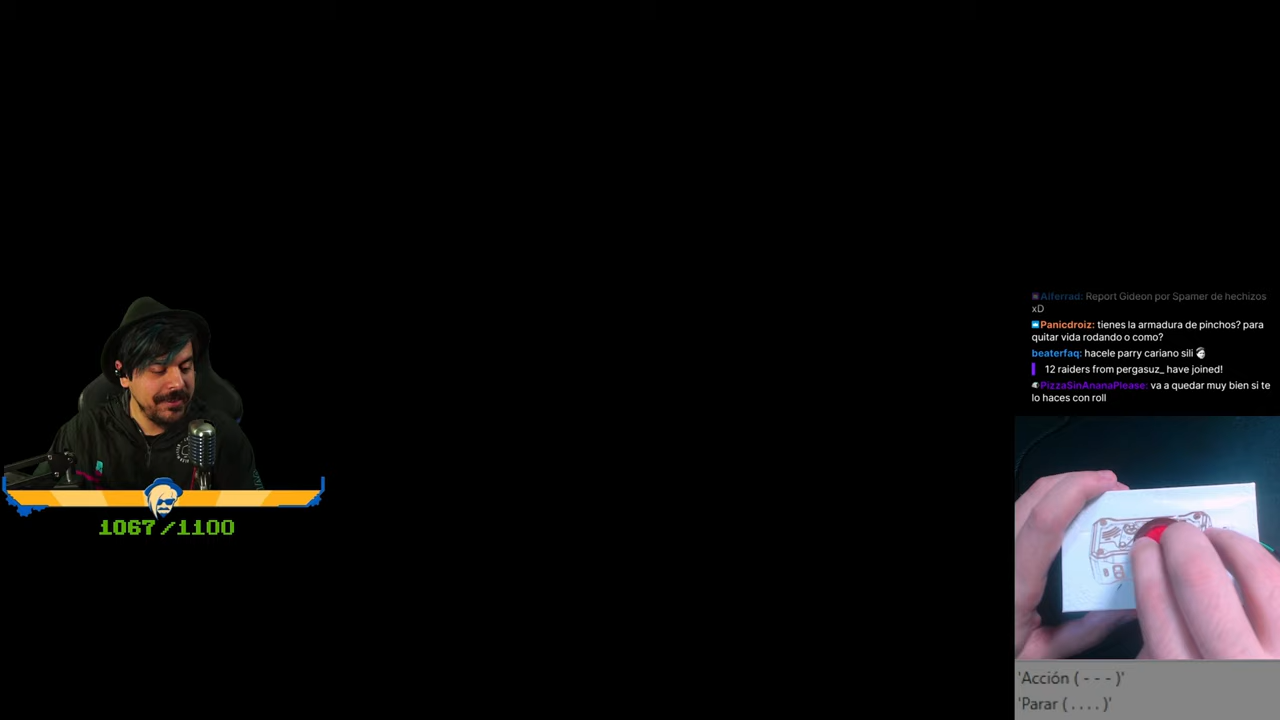 Alferrad: Report Gideon por Spamer de hechizos
xD
Panicdroiz: tienes la armadura de pinchos? para
quitar vida rodando o como?
beaterfaq: hacele parry cariano sili
12 raiders from pergasuz_ have joined!
PizzaSinAnanaPlease: va a quedar muy bien si te
lo haces con roll
1067/1100
'Acción ( - - - )'
'Parar ( . . . . )'